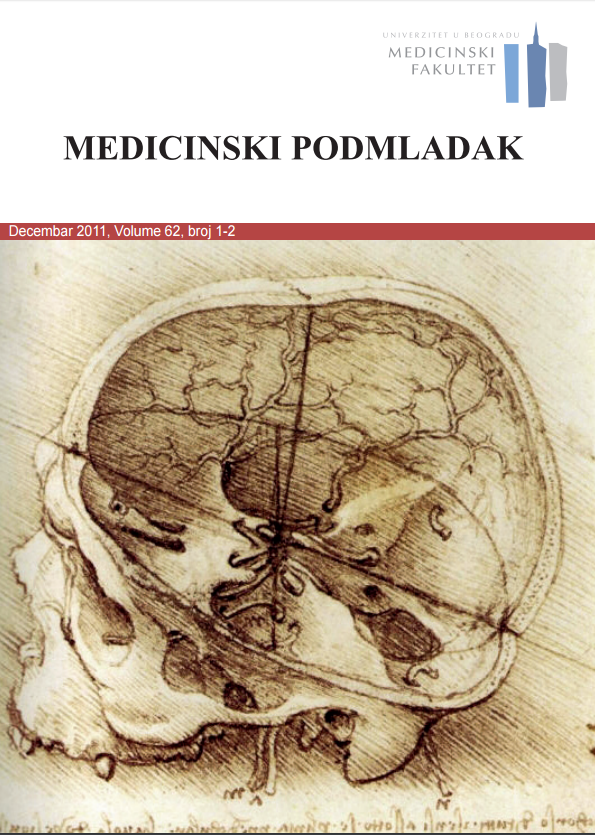 UNIVERZITET U BEOGRADU
MEDICINSKI
FAKULTET
MEDICINSKI PODMLADAK
Decembar 2011, Volume 62, broj 1-2